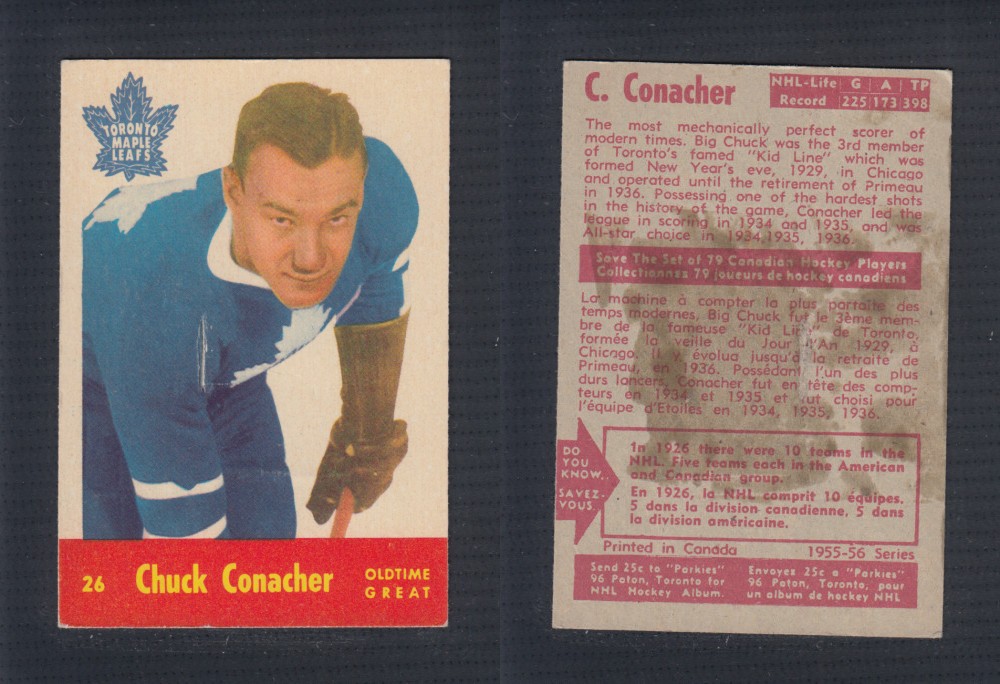 TORONTO
MAPLE
LEAFS
26 Chuck Conacher OLDTIME
GREAT
C. Conacher NHL-Life G A TP
Record 225 173 398
The most mechanically perfect scorer of
modern times. Big Chuck was the 3rd member
of Toronto's famed "Kid Line" which was
formed New Year's eve, 1929, in Chicago
and operated until the retirement of Primeau
in 1936. Possessing one of the hardest shots
in the history of the game, Conacher led the
league in scoring in 1934 and 1935, and was
All-star choice in 1934,1935, 1936.
Save The Set of 79 Canadian Hockey Players
Collectionnes 79 joueurs de hockey canadiens
La machine à compter la plus parfaite des
temps modernes, Big Chuck fut le 3ème mem-
bre de la fameuse "Kid Line" de Toronto,
formée la veille du Jour l'An 1929, à
Chicago. Il y évolua jusqu'à la retraite de
Primeau, en 1936. Possédant l'un des plus
durs lancers, Conacher fut en tête des comp-
teurs en 1934 et 1935 et fut choisi pour
l'équipe d'Etoiles en 1934, 1935, 1936.
DO
YOU
KNOW..
SAVEZ-
VOUS.
In 1926 there were 10 teams in the
NHL. Five teams each in the American
and Canadian group.
En 1926, la NHL comprit 10 équipes.
5 dans la division canadienne, 5 dans
la division américaine.
Printed in Canada 1955-56 Series
Send 25c to "Parkies"
96 Paton, Toronto for
NHL Hockey Album.
Envoyez 25c a "Parkies"
96 Paton, Toronto, pour
un album de hockey NHL